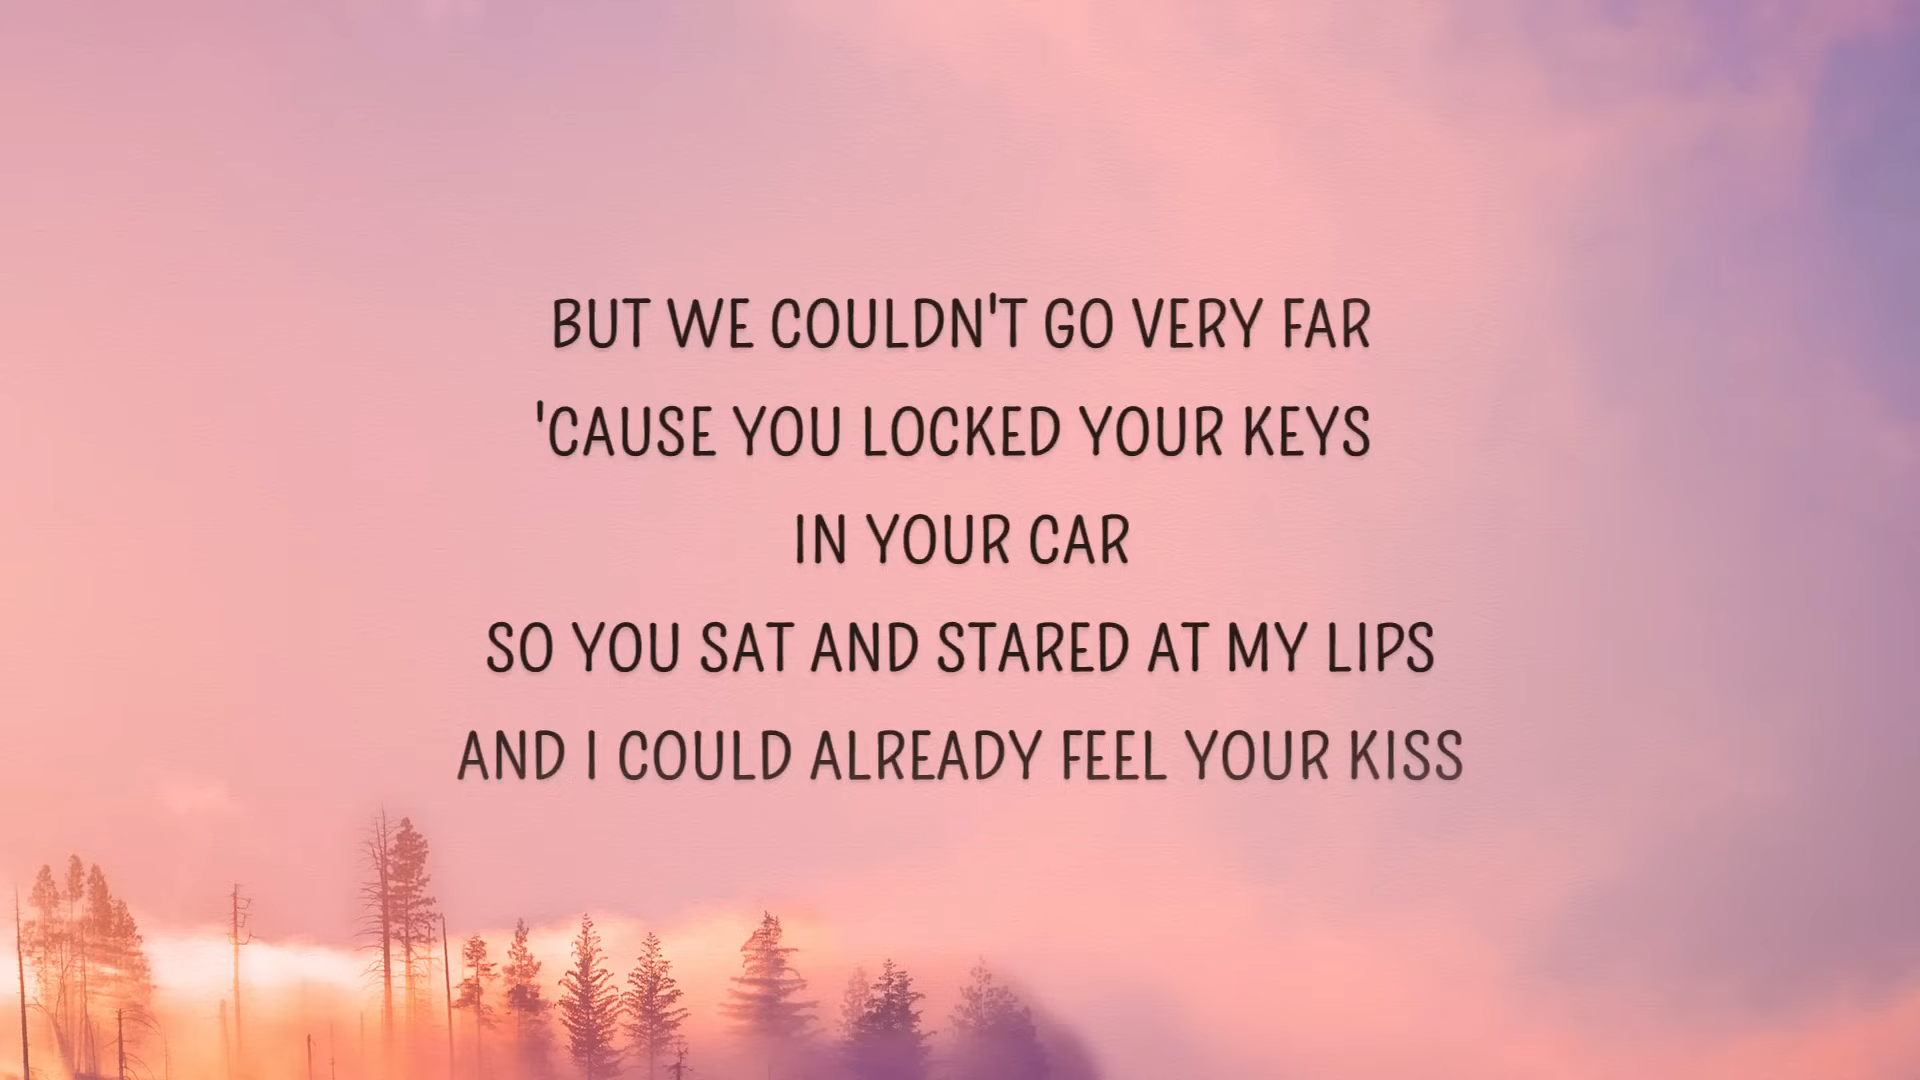 BUT WE COULDN'T GO VERY FAR
'CAUSE YOU LOCKED YOUR KEYS
IN YOUR CAR
SO YOU SAT AND STARED AT MY LIPS
AND I COULD ALREADY FEEL YOUR KISS